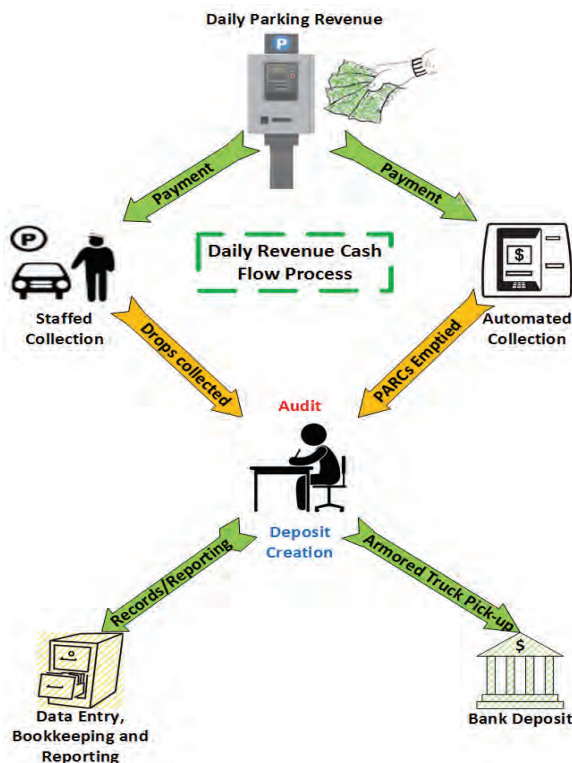 Daily Parking Revenue
P
Payment
Payment
P
Daily Revenue Cash
Flow Process
$
Staffed
Collection
Automated
Collection
Drops collected
PARCs Emptied
Audit
Deposit
Creation
Records/Reporting
Armored Truck Pick-up
$
Data Entry,
Bookkeeping and
Reporting
Bank Deposit